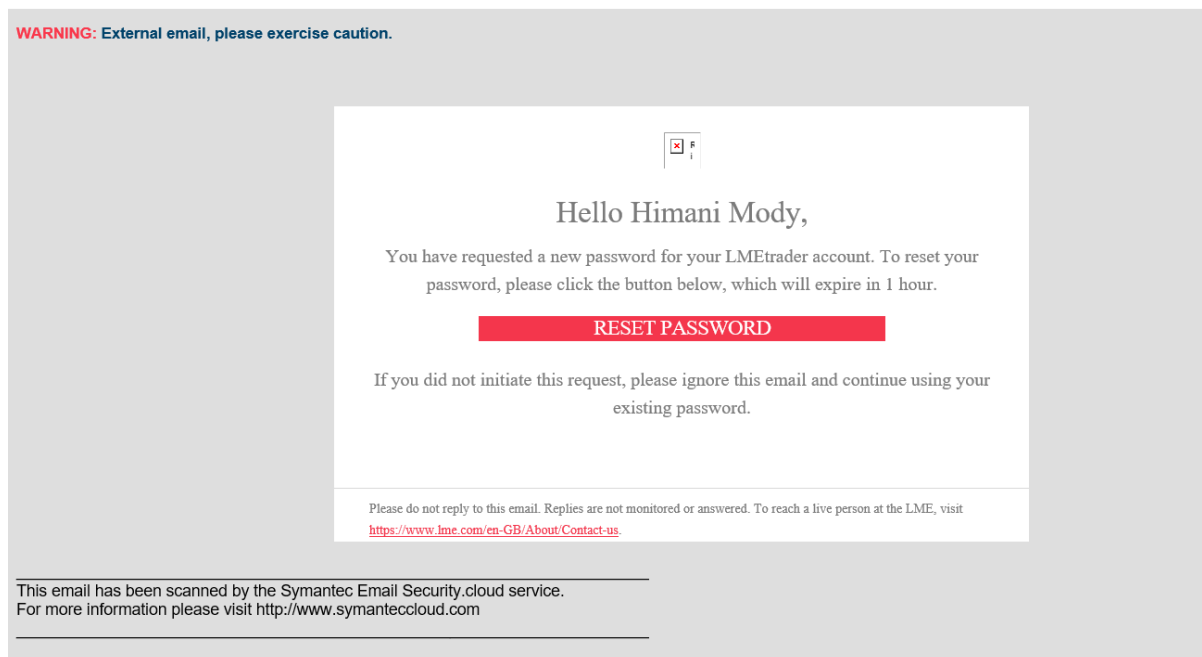 WARNING: External email, please exercise caution.
R
i
Hello Himani Mody,
You have requested a new password for your LMEtrader account. To reset your
password, please click the button below, which will expire in 1 hour.
RESET PASSWORD
If you did not initiate this request, please ignore this email and continue using your
existing password.
Please do not reply to this email. Replies are not monitored or answered. To reach a live person at the LME, visit
https://www.lme.com/en-GB/About/Contact-us.
This email has been scanned by the Symantec Email Security.cloud service.
For more information please visit http://www.symanteccloud.com